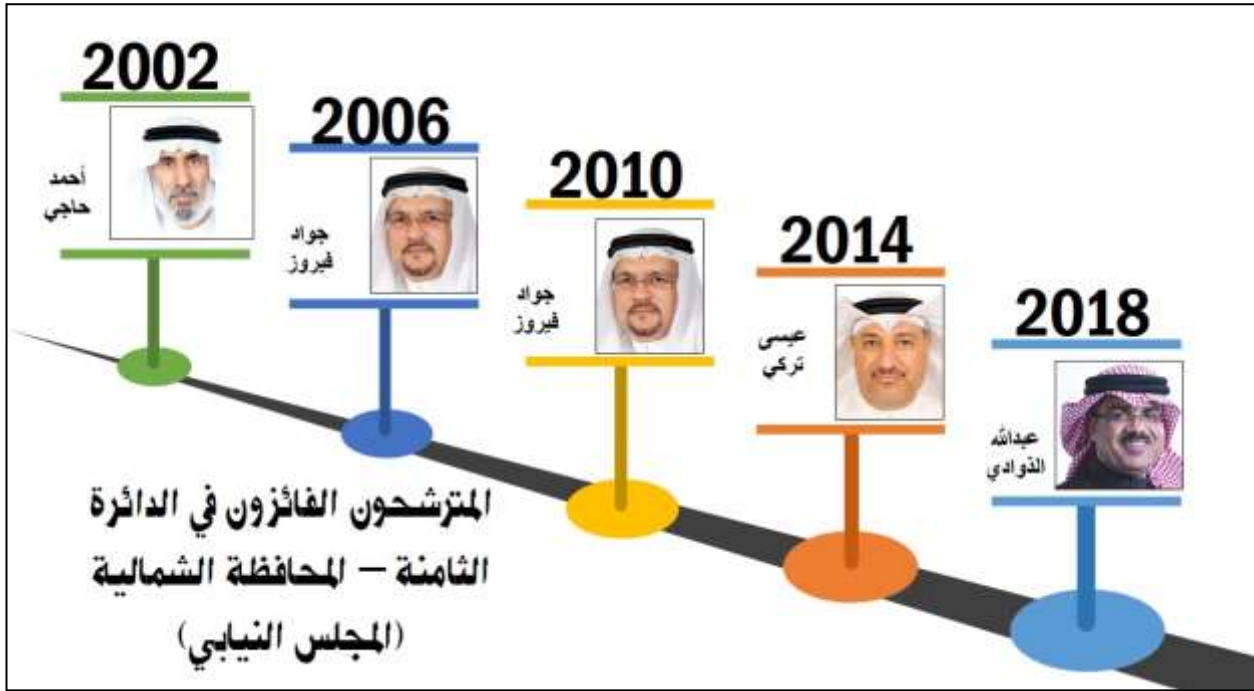 2002
أحمد
حاجي
2006
جواد
فيروز
2010
جواد
فيروز
2014
عيسى
تركي
2018
عبدالله
الذوادي
المترشحون الفائزون في الدائرة
الثامنة – المحافظة الشمالية
(المجلس النيابي)